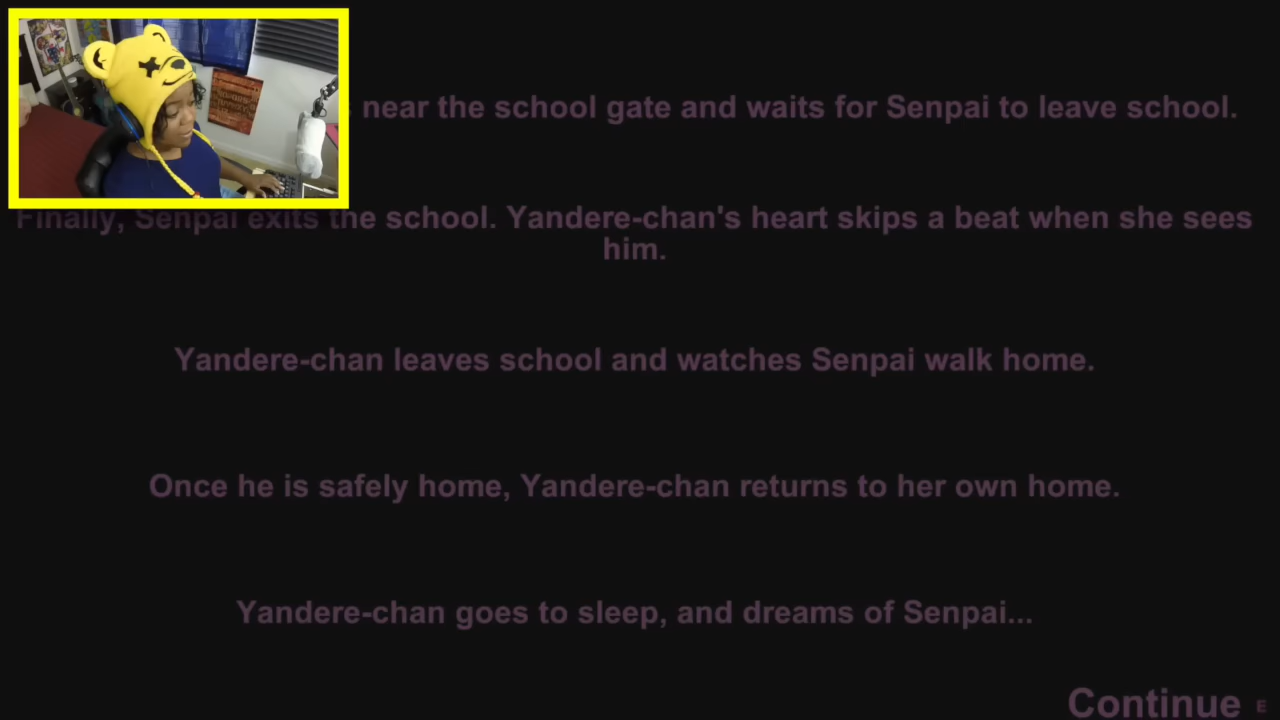 near the school gate and waits for Senpai to leave school.
Finally, Senpai exits the school. Yandere-chan's heart skips a beat when she sees
him.
Yandere-chan leaves school and watches Senpai walk home.
Once he is safely home, Yandere-chan returns to her own home.
Yandere-chan goes to sleep, and dreams of Senpai...
Continue E